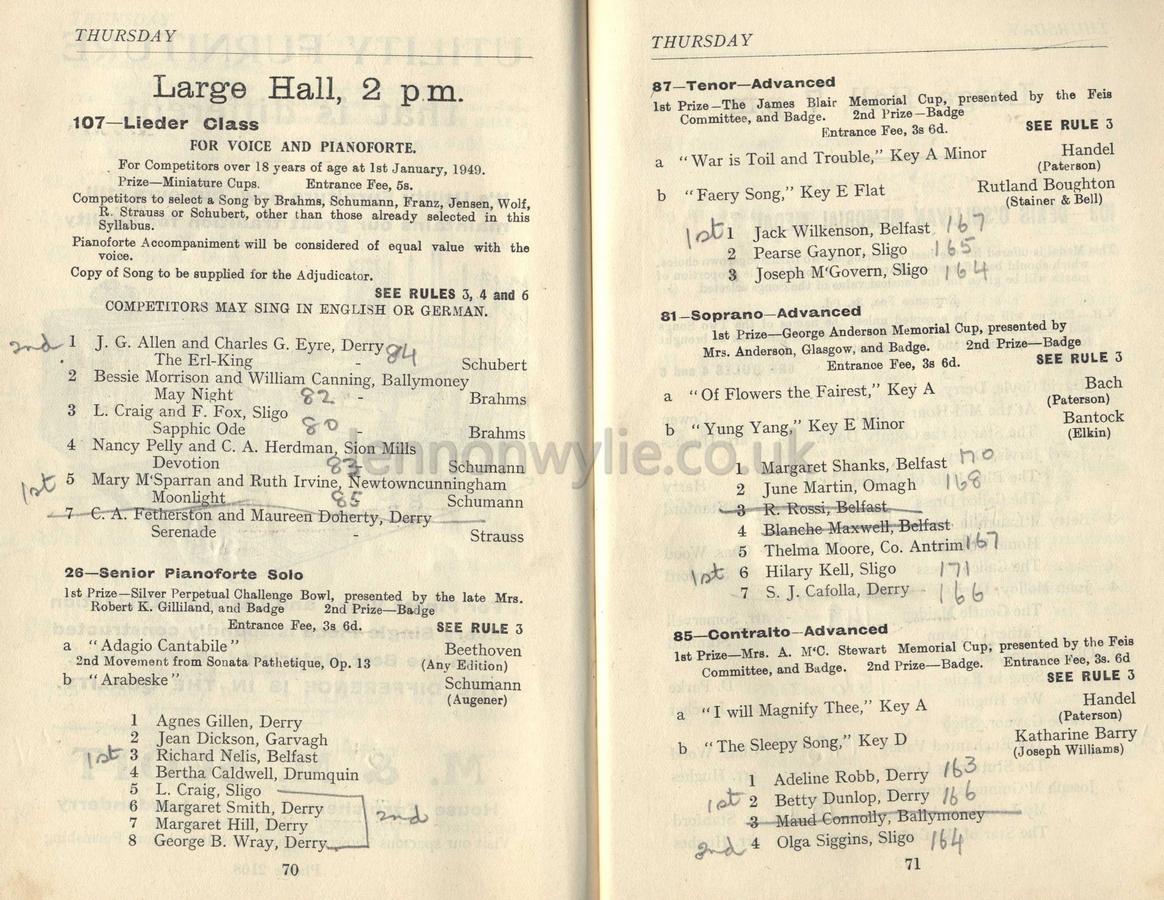 THURSDAY
Large Hall, 2 p.m.
107—Lieder Class
FOR VOICE AND PIANOFORTE.
For Competitors over 18 years of age at 1st January, 1949.
Prize—Miniature Cups. Entrance Fee, 5s.
Competitors to select a Song by Brahms, Schumann, Franz, Jensen, Wolf,
R. Strauss or Schubert, other than those already selected in this
Syllabus.
Pianoforte Accompaniment will be considered of equal value with the
voice.
Copy of Song to be supplied for the Adjudicator.
SEE RULES 3, 4 and 6
COMPETITORS MAY SING IN ENGLISH OR GERMAN.
2nd 1 J. G. Allen and Charles G. Eyre, Derry 84
The Erl-King - Schubert
2 Bessie Morrison and William Canning, Ballymoney
May Night 82 - Brahms
3 L. Craig and F. Fox, Sligo
Sapphic Ode 80 - Brahms
4 Nancy Pelly and C. A. Herdman, Sion Mills
Devotion 83 Schumann
1st 5 Mary M'Sparran and Ruth Irvine, Newtowncunningham
Moonlight 85 Schumann
7 C. A. Fetherston and Maureen Doherty, Derry
Serenade - Strauss
26—Senior Pianoforte Solo
1st Prize—Silver Perpetual Challenge Bowl, presented by the late Mrs.
Robert K. Gilliland, and Badge 2nd Prize—Badge
Entrance Fee, 3s 6d. SEE RULE 3
a "Adagio Cantabile" Beethoven
2nd Movement from Sonata Pathetique, Op. 13 (Any Edition)
b "Arabeske" Schumann
(Augener)
1 Agnes Gillen, Derry
2 Jean Dickson, Garvagh
1st 3 Richard Nelis, Belfast
4 Bertha Caldwell, Drumquin
5 L. Craig, Sligo
6 Margaret Smith, Derry 2nd
7 Margaret Hill, Derry
8 George B. Wray, Derry
70
THURSDAY
87—Tenor—Advanced
1st Prize—The James Blair Memorial Cup, presented by the Feis
Committee, and Badge. 2nd Prize—Badge
Entrance Fee, 3s 6d. SEE RULE 3
a "War is Toil and Trouble," Key A Minor Handel
(Paterson)
b "Faery Song," Key E Flat Rutland Boughton
(Stainer & Bell)
1st 1 Jack Wilkenson, Belfast 167
2 Pearse Gaynor, Sligo 165
3 Joseph M'Govern, Sligo 164
81—Soprano—Advanced
1st Prize—George Anderson Memorial Cup, presented by
Mrs. Anderson, Glasgow, and Badge. 2nd Prize—Badge
Entrance Fee, 3s 6d. SEE RULE 3
a "Of Flowers the Fairest," Key A Bach
(Paterson)
b "Yung Yang," Key E Minor Bantock
(Elkin)
lennonwylie.co.uk
1 Margaret Shanks, Belfast 170
2 June Martin, Omagh 168
3 R. Rossi, Belfast
4 Blanche Maxwell, Belfast
5 Thelma Moore, Co. Antrim 167
1st 6 Hilary Kell, Sligo 171
7 S. J. Cafolla, Derry 166
85—Contralto—Advanced
1st Prize—Mrs. A. M'C. Stewart Memorial Cup, presented by the Feis
Committee, and Badge. 2nd Prize—Badge. Entrance Fee, 3s. 6d
SEE RULE 3
a "I will Magnify Thee," Key A Handel
(Paterson)
b "The Sleepy Song," Key D Katharine Barry
(Joseph Williams)
1 Adeline Robb, Derry 163
1st 2 Betty Dunlop, Derry 166
3 Maud Connolly, Ballymoney
2nd 4 Olga Siggins, Sligo 164
71